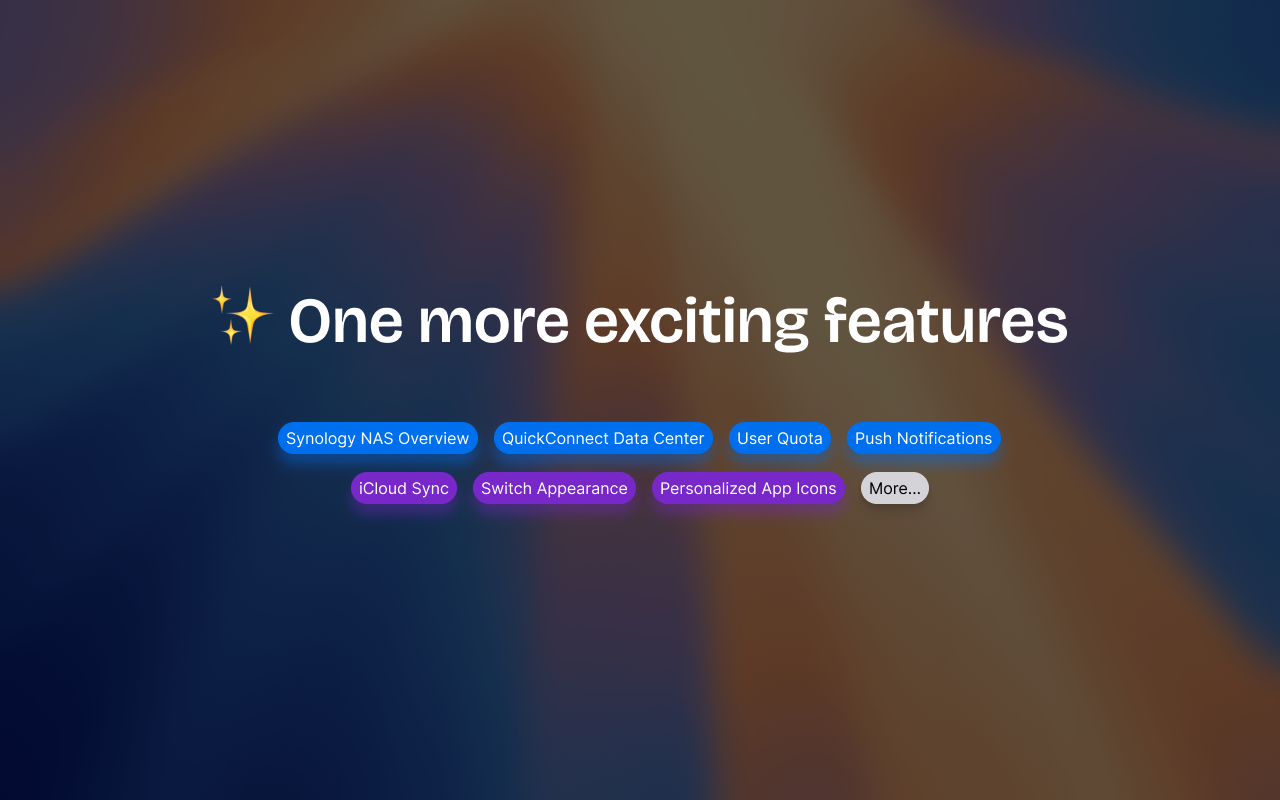 ✨ One more exciting features
Synology NAS Overview QuickConnect Data Center User Quota Push Notifications
iCloud Sync Switch Appearance Personalized App Icons More...